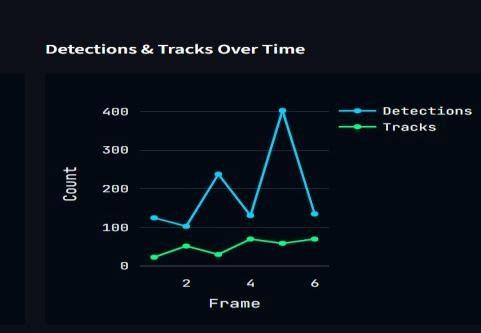 Detections & Tracks Over Time
Detections
Tracks
Count
400
300
200
100
0
2 4 6
Frame